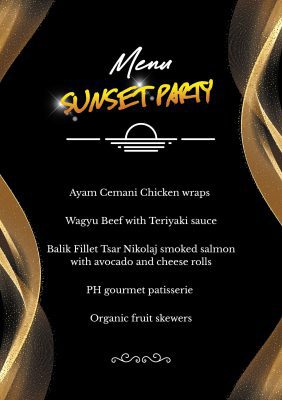 Menu
SUNSET PARTY
Ayam Cemani Chicken wraps
Wagyu Beef with Teriyaki sauce
Balik Fillet Tsar Nikolaj smoked salmon
with avocado and cheese rolls
PH gourmet patisserie
Organic fruit skewers